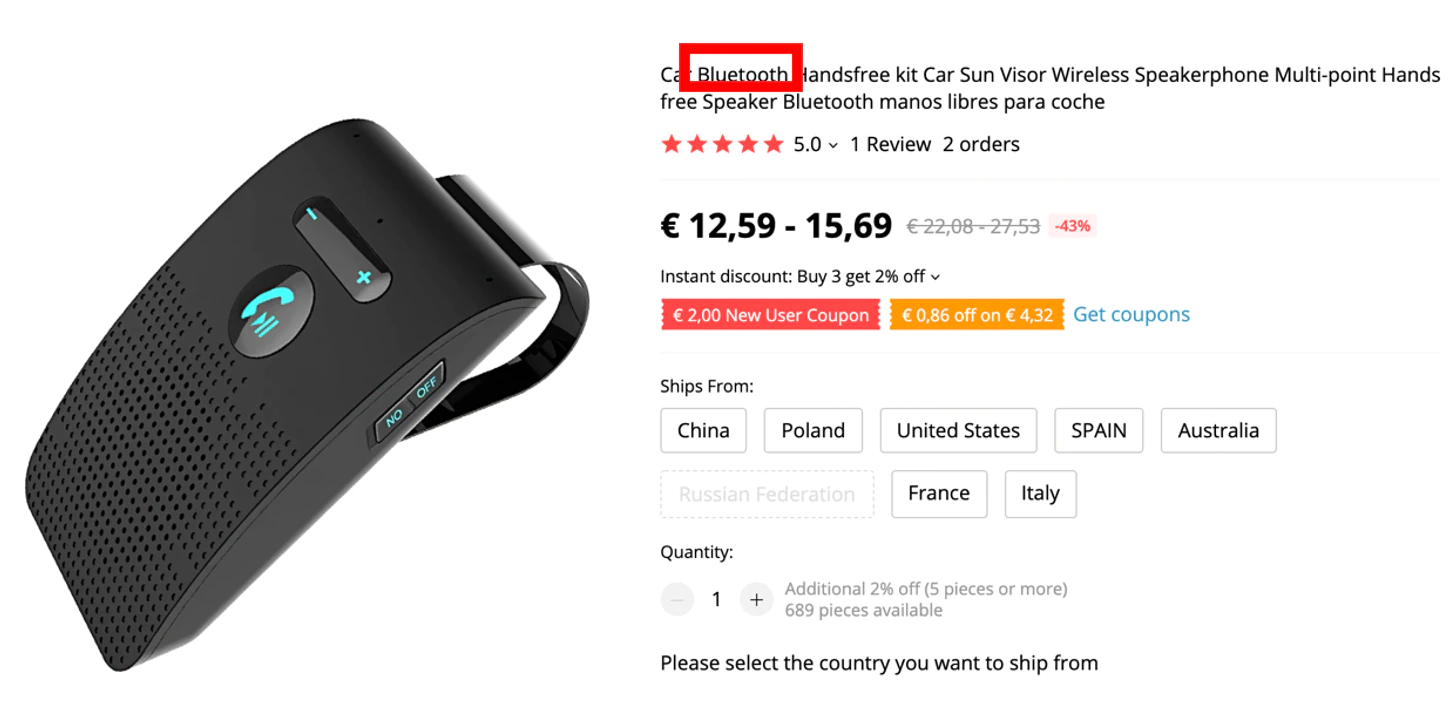 Car Bluetooth Handsfree kit Car Sun Visor Wireless Speakerphone Multi-point Hands
free Speaker Bluetooth manos libres para coche
5.0 1 Review 2 orders
€ 12,59 - 15,69 € 22,08 - 27,53 -43%
Instant discount: Buy 3 get 2% off
€ 2,00 New User Coupon € 0,86 off on € 4,32 Get coupons
Ships From:
China Poland United States SPAIN Australia
Russian Federation France Italy
Quantity:
− 1 + Additional 2% off (5 pieces or more)
689 pieces available
Please select the country you want to ship from
− +
NO OFF